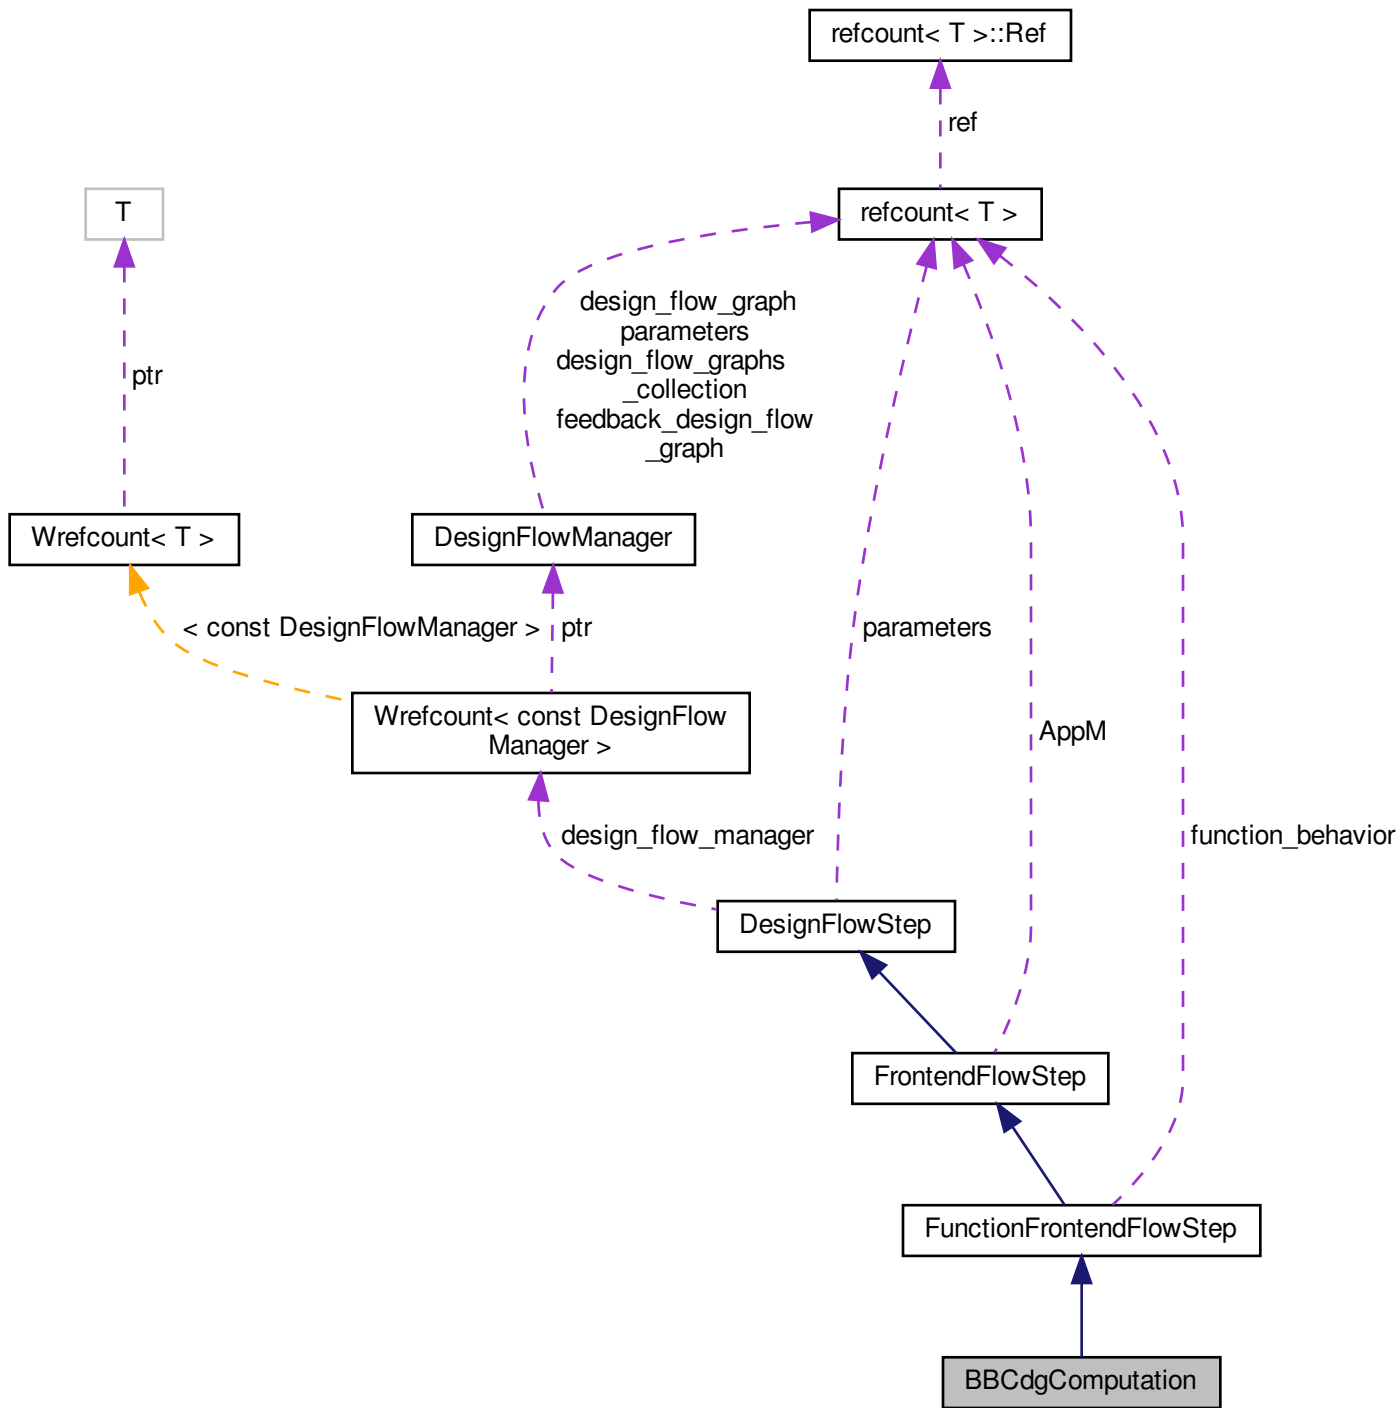 refcount< T >::Ref
ref
T
refcount< T >
design_flow_graph
parameters
design_flow_graphs
_collection
feedback_design_flow
_graph
ptr
Wrefcount< T >
DesignFlowManager
< const DesignFlowManager >
ptr
parameters
Wrefcount< const DesignFlow
Manager >
AppM
design_flow_manager
function_behavior
DesignFlowStep
FrontendFlowStep
FunctionFrontendFlowStep
BBCdgComputation